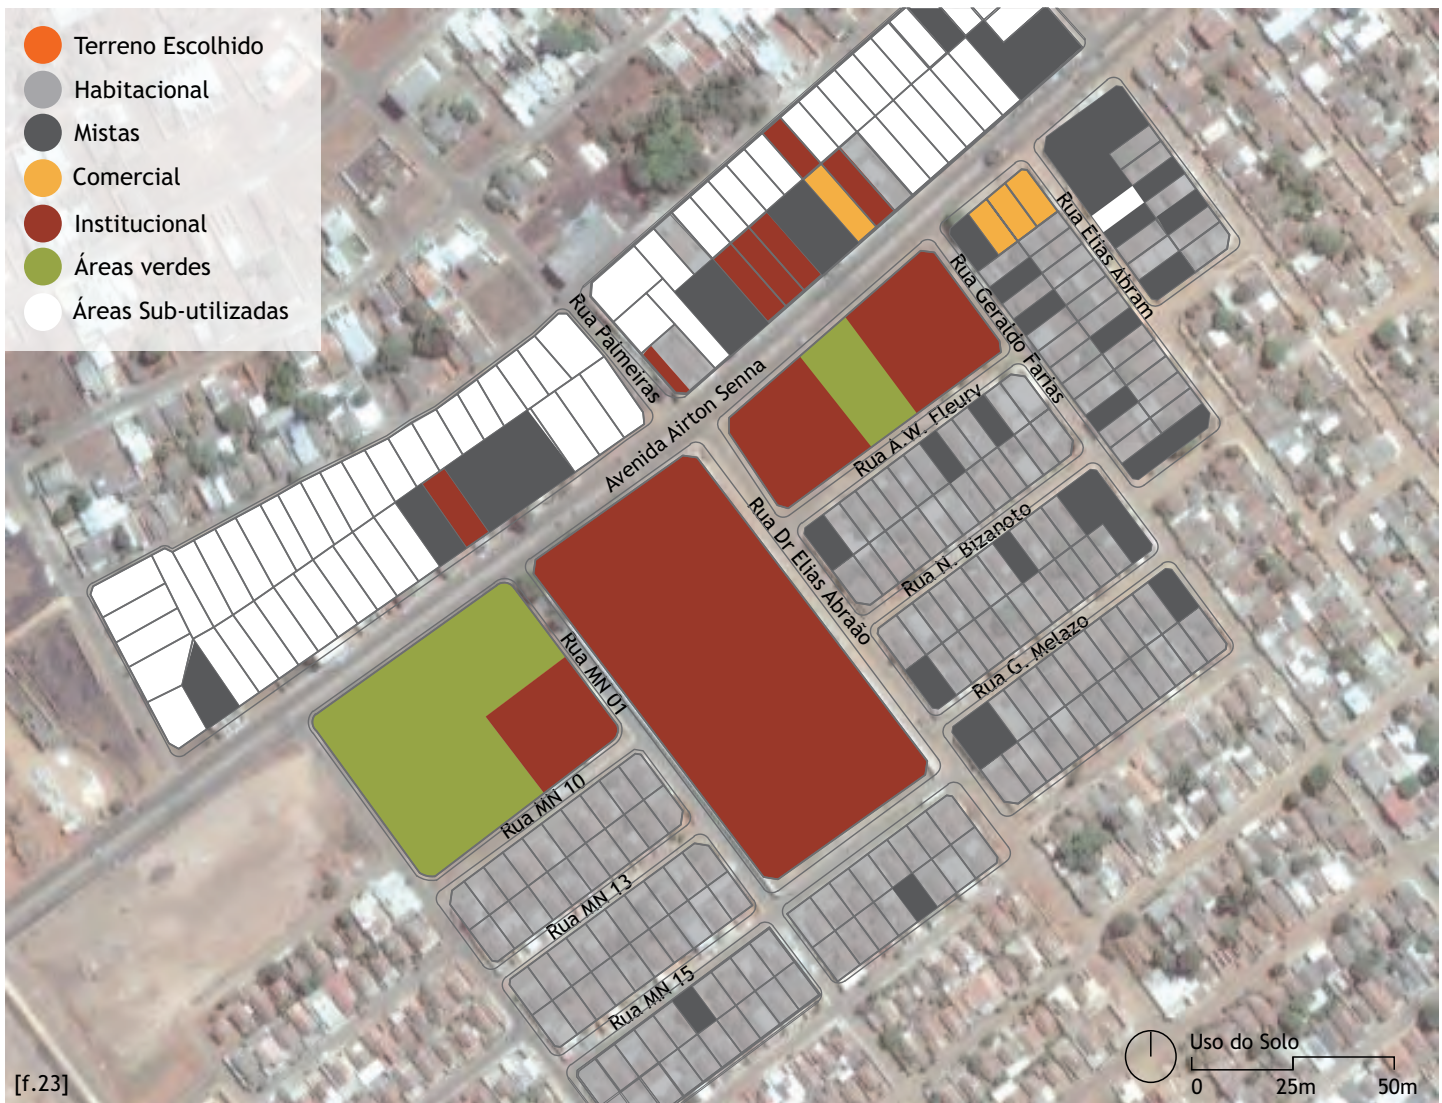 Terreno Escolhido
Habitacional
Mistas
Comercial
Institucional
Áreas verdes
Áreas Sub-utilizadas
Rua Elias Abram
Rua Geraldo Farias
Rua Palmeiras
Avenida Airton Senna
Rua A.W. Fleury
Rua Dr Elias Abraão
Rua N. Bizanoto
Rua G. Melazo
Rua MN 01
Rua MN 10
Rua MN 13
Rua MN 15
Uso do Solo
0 25m 50m
[f.23]